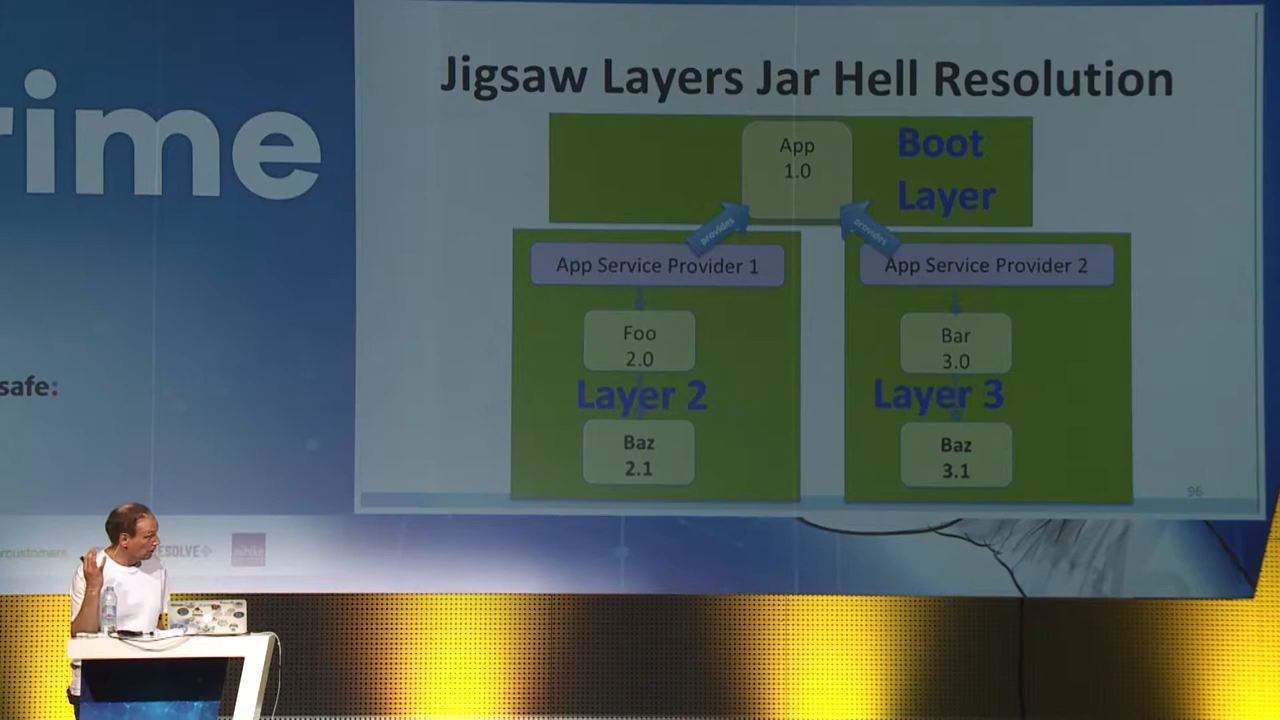 Jigsaw Layers Jar Hell Resolution
App
1.0
Boot
Layer
provides
provides
App Service Provider 1
App Service Provider 2
Foo
2.0
Bar
3.0
Layer 2
Layer 3
Baz
2.1
Baz
3.1
96
rime
safe:
ESOLVE+